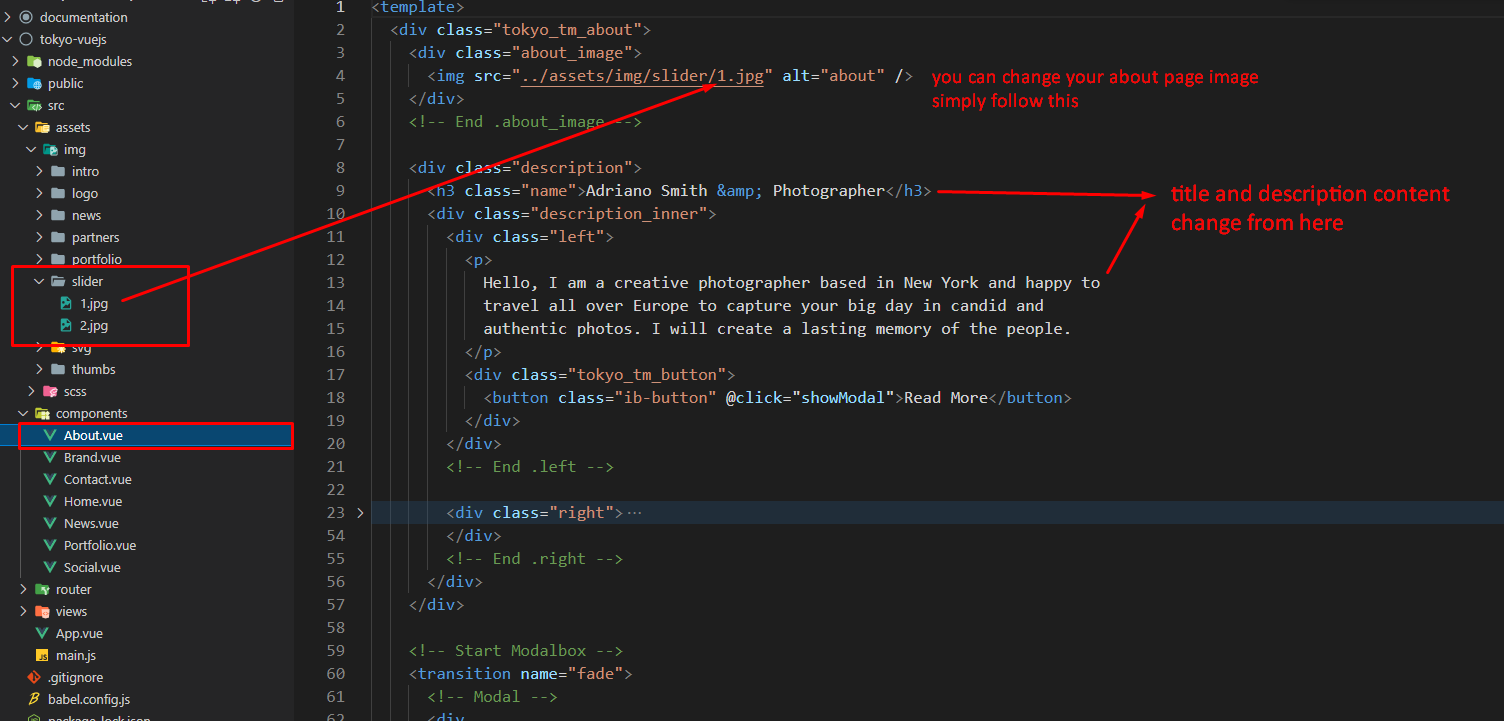 documentation
tokyo-vuejs
node_modules
public
src
assets
img
intro
logo
news
partners
portfolio
slider
1.jpg
2.jpg
svg
thumbs
scss
components
About.vue
Brand.vue
Contact.vue
Home.vue
News.vue
Portfolio.vue
Social.vue
router
views
App.vue
JS main.js
.gitignore
babel.config.js
package-lock.json
1 <template>
2 <div class="tokyo_tm_about">
3 <div class="about_image">
4 <img src="../assets/img/slider/1.jpg" alt="about" />
you can change your about page image
simply follow this
5 </div>
6 <!-- End .about_image -->
7
8 <div class="description">
9 <h3 class="name">Adriano Smith &amp; Photographer</h3>
title and description content
change from here
10 <div class="description_inner">
11 <div class="left">
12 <p>
13 Hello, I am a creative photographer based in New York and happy to
14 travel all over Europe to capture your big day in candid and
15 authentic photos. I will create a lasting memory of the people.
16 </p>
17 <div class="tokyo_tm_button">
18 <button class="ib-button" @click="showModal">Read More</button>
19 </div>
20 </div>
21 <!-- End .left -->
22
23 <div class="right">···
54 </div>
55 <!-- End .right -->
56 </div>
57 </div>
58
59 <!-- Start Modalbox -->
60 <transition name="fade">
61 <!-- Modal -->
62 <div